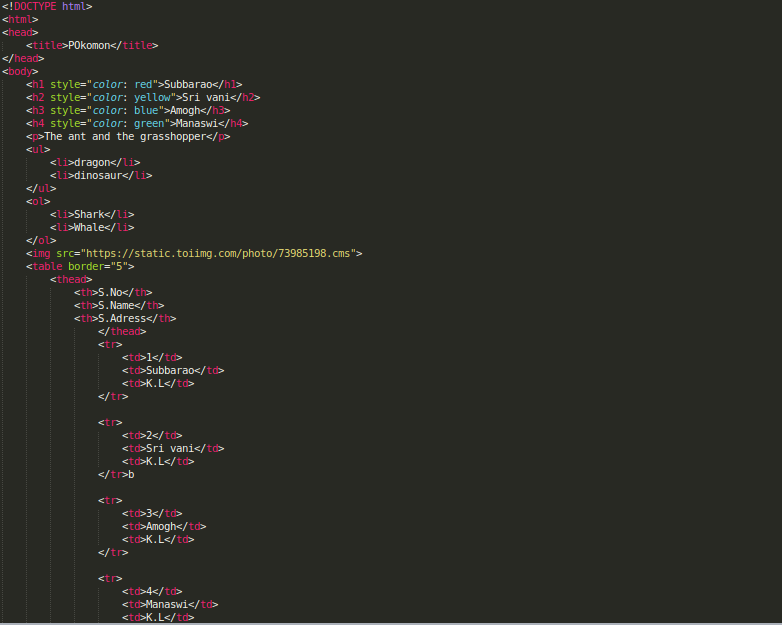 <!DOCTYPE html>
<html>
<head>
    <title>POkomon</title>
</head>
<body>
    <h1 style="color: red">Subbarao</h1>
    <h2 style="color: yellow">Sri vani</h2>
    <h3 style="color: blue">Amogh</h3>
    <h4 style="color: green">Manaswi</h4>
    <p>The ant and the grasshopper</p>
    <ul>
        <li>dragon</li>
        <li>dinosaur</li>
    </ul>
    <ol>
        <li>Shark</li>
        <li>Whale</li>
    </ol>
    <img src="https://static.toiimg.com/photo/73985198.cms">
    <table border="5">
        <thead>
            <th>S.No</th>
            <th>S.Name</th>
            <th>S.Adress</th>
                </thead>
                <tr>
                    <td>1</td>
                    <td>Subbarao</td>
                    <td>K.L</td>
                </tr>

                <tr>
                    <td>2</td>
                    <td>Sri vani</td>
                    <td>K.L</td>
                </tr>b

                <tr>
                    <td>3</td>
                    <td>Amogh</td>
                    <td>K.L</td>
                </tr>

                <tr>
                    <td>4</td>
                    <td>Manaswi</td>
                    <td>K.L</td>